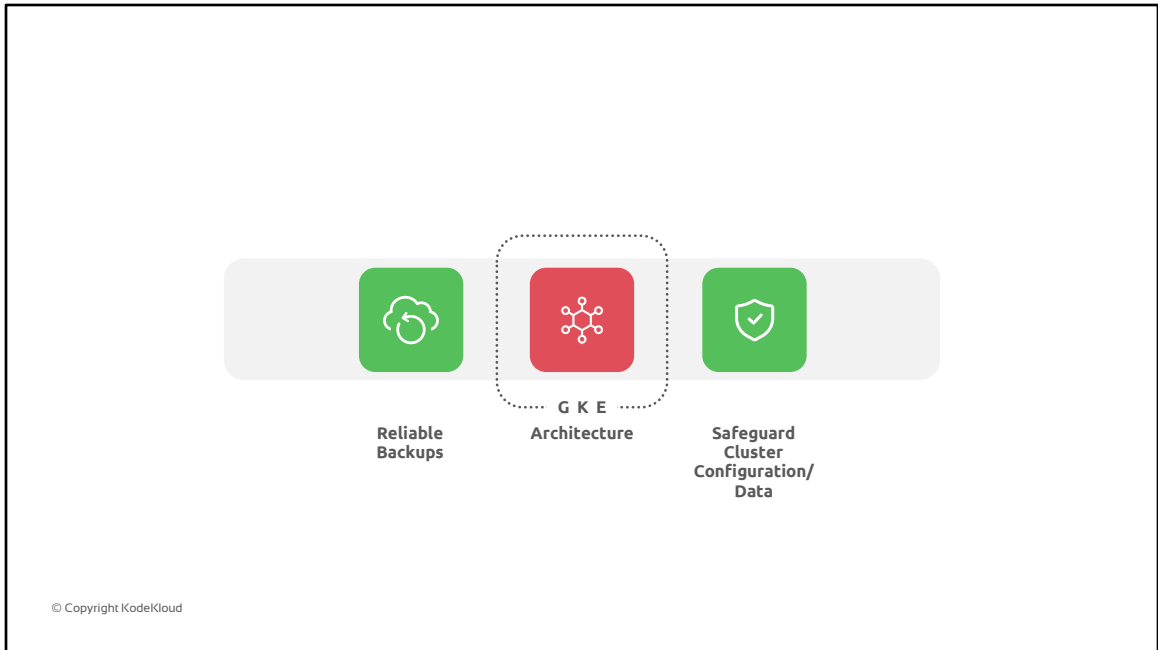 G K E
Reliable
Backups
Architecture
Safeguard
Cluster
Configuration/
Data
© Copyright KodeKloud